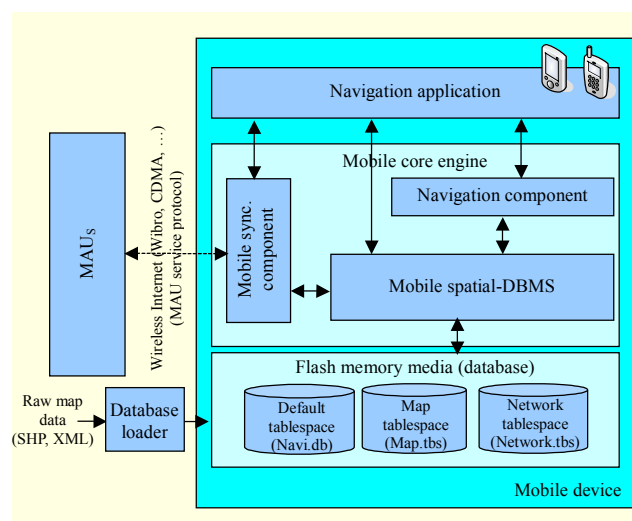 Navigation application
Mobile core engine
MAUs
Wireless Internet (Wibro, CDMA, …)
(MAU service protocol)
Mobile sync.
component
Navigation component
Mobile spatial-DBMS
Flash memory media (database)
Raw map
data
(SHP, XML)
Database
loader
Default
tablespace
(Navi.db)
Map
tablespace
(Map.tbs)
Network
tablespace
(Network.tbs)
Mobile device